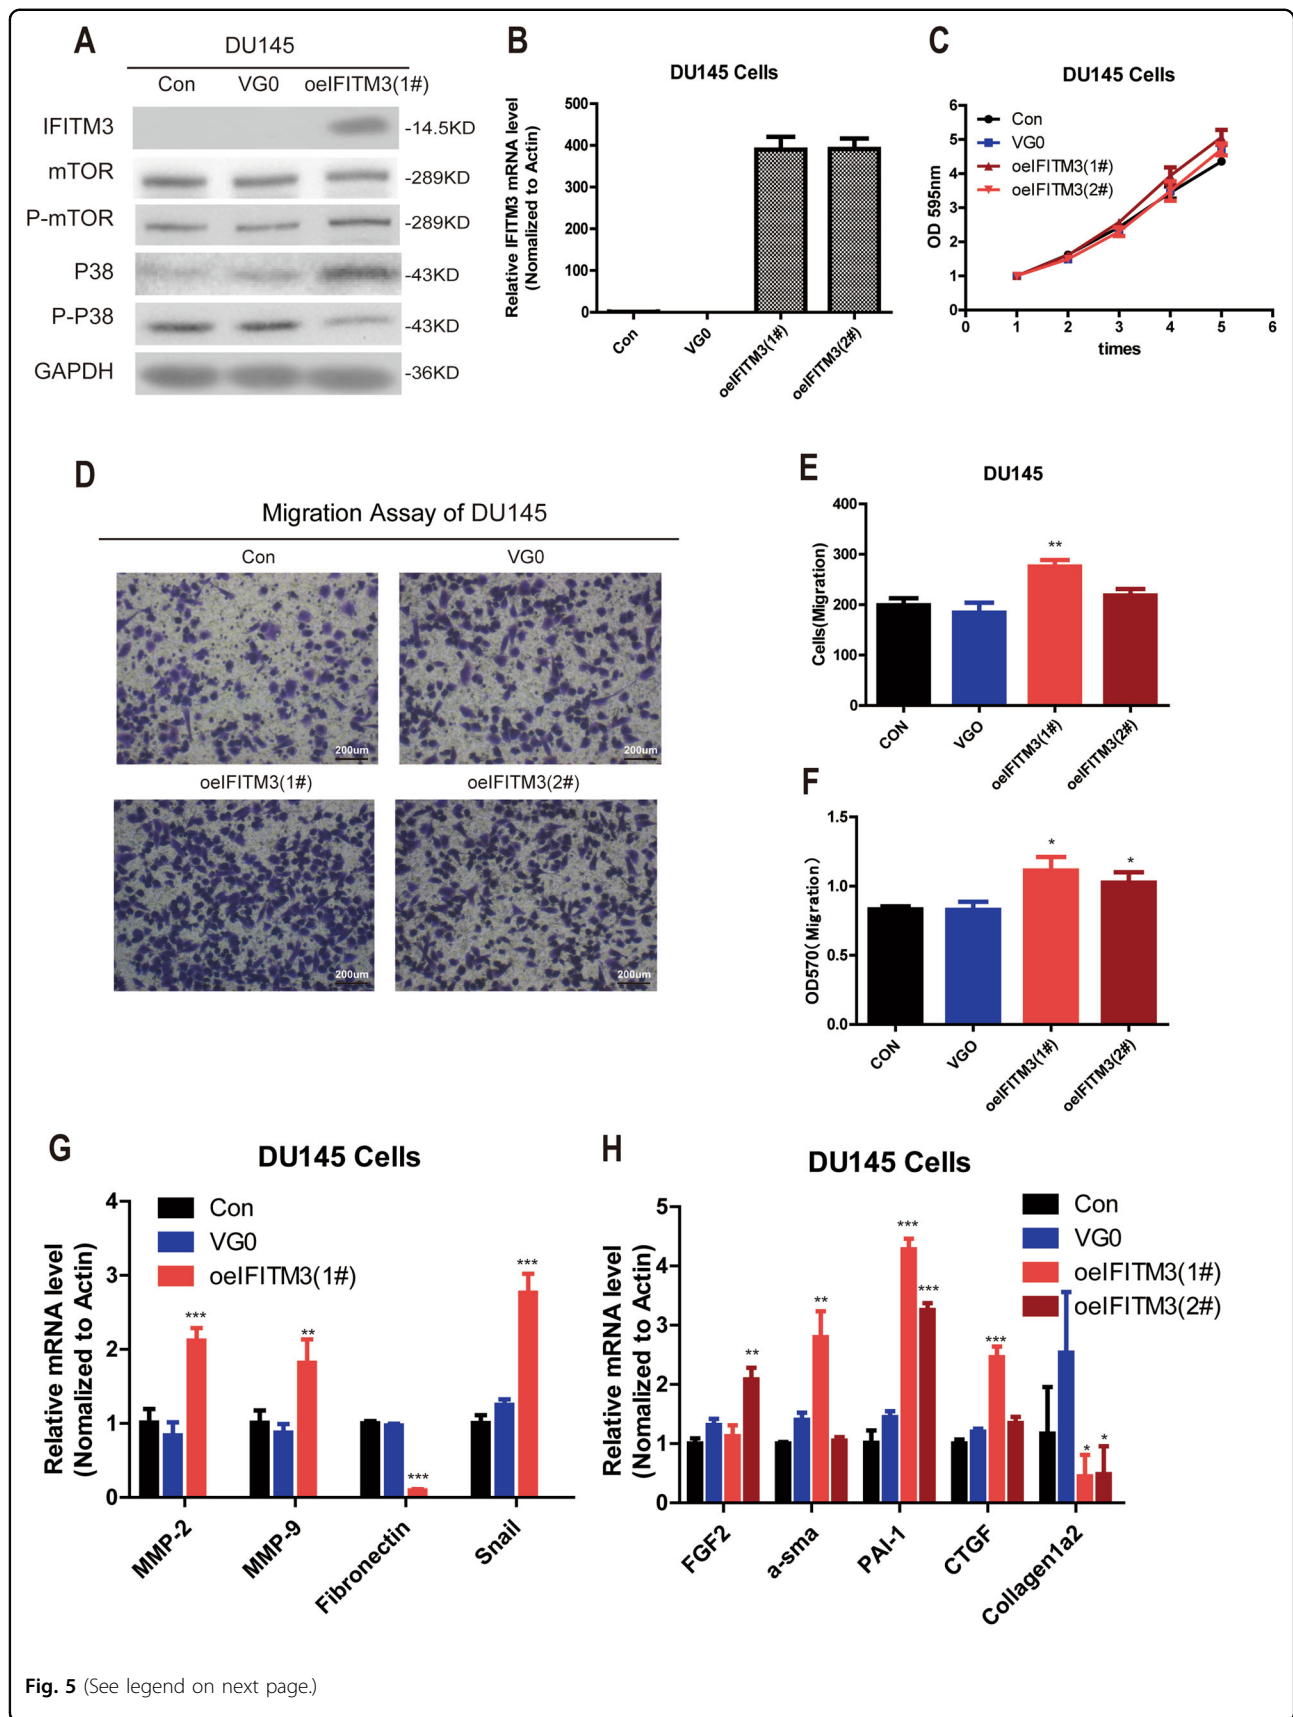 A
DU145
Con VG0 oeIFITM3(1#)
IFITM3 -14.5KD
mTOR -289KD
P-mTOR -289KD
P38 -43KD
P-P38 -43KD
GAPDH -36KD
B
DU145 Cells
Relative IFITM3 mRNA level
(Nomalized to Actin)
500
400
300
200
100
0
Con VG0 oeIFITM3(1#) oeIFITM3(2#)
C
DU145 Cells
OD 595nm
6
5
4
3
2
1
0
Con
VG0
oeIFITM3(1#)
oeIFITM3(2#)
0 1 2 3 4 5 6
times
D
Migration Assay of DU145
Con VG0
200um 200um
oeIFITM3(1#) oeIFITM3(2#)
200um 200um
E
DU145
Cells(Migration)
400
300
200
100
0
**
CON VGO oeIFITM3(1#) oeIFITM3(2#)
F
OD570(Migration)
1.5
1.0
0.5
0.0
* *
CON VGO oeIFITM3(1#) oeIFITM3(2#)
G
DU145 Cells
Relative mRNA level
(Nomalized to Actin)
4
3
2
1
0
Con
VG0
oeIFITM3(1#)
*** ** *** ***
MMP-2 MMP-9 Fibronectin Snail
H
DU145 Cells
Relative mRNA level
(Nomalized to Actin)
5
4
3
2
1
0
Con
VG0
oeIFITM3(1#)
oeIFITM3(2#)
** ** *** *** *** * *
FGF2 a-sma PAI-1 CTGF Collagen1a2
Fig. 5 (See legend on next page.)